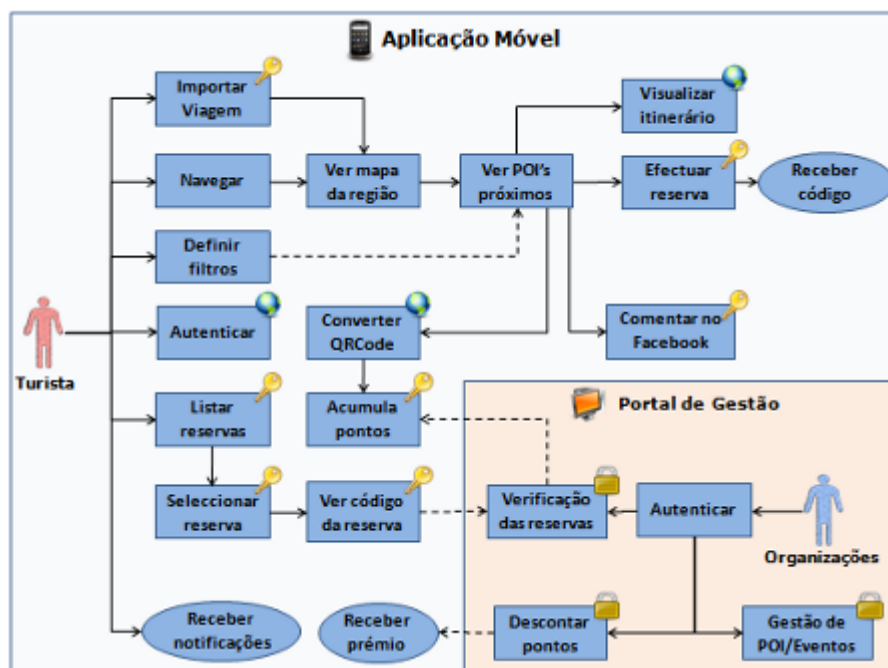 Aplicação Móvel
Importar
Viagem
Visualizar
itinerário
Navegar
Ver mapa
da região
Ver POI's
próximos
Efectuar
reserva
Receber
código
Definir
filtros
Autenticar
Converter
QRCode
Comentar no
Facebook
Turista
Listar
reservas
Acumula
pontos
Portal de Gestão
Seleccionar
reserva
Ver código
da reserva
Verificação
das reservas
Autenticar
Organizações
Receber
notificações
Receber
prémio
Descontar
pontos
Gestão de
POI/Eventos